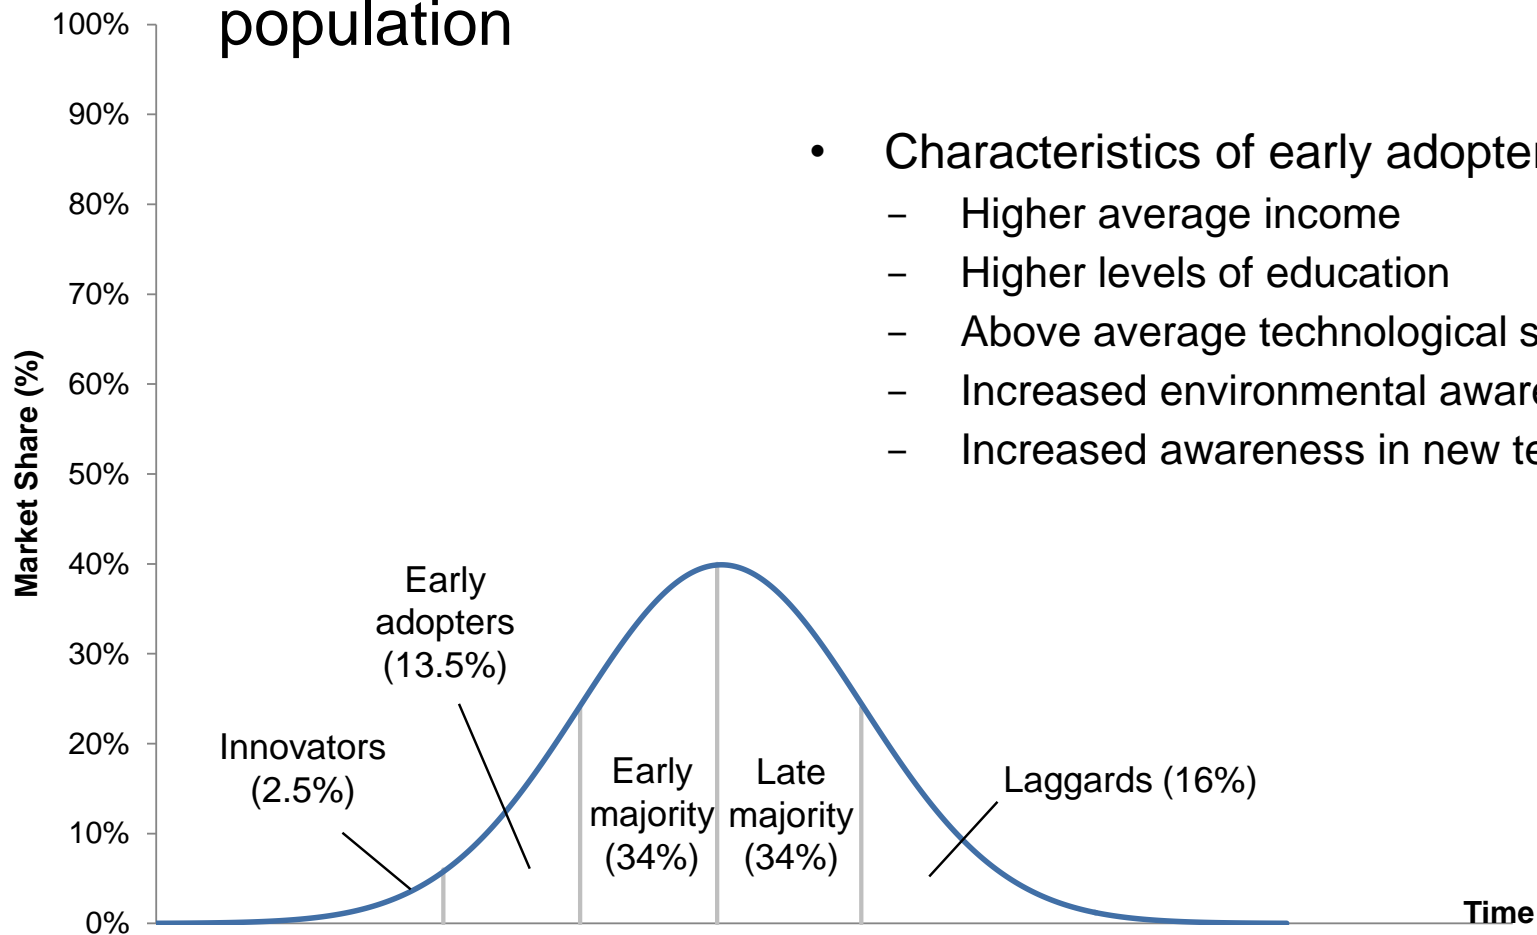 population
• Characteristics of early adopter
– Higher average income
– Higher levels of education
– Above average technological s
– Increased environmental aware
– Increased awareness in new te
Market Share (%)
100%
90%
80%
70%
60%
50%
40%
30%
20%
10%
0%
Early
adopters
(13.5%)
Innovators
(2.5%)
Early
majority
(34%)
Late
majority
(34%)
Laggards (16%)
Time